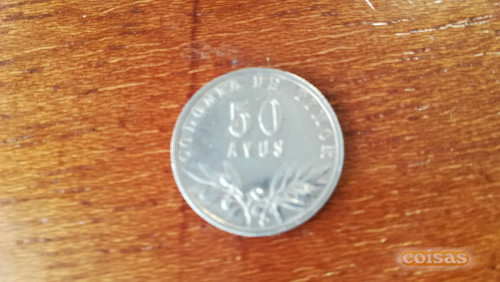 COLONIA DE TIMOR
50
AVOS
coisas